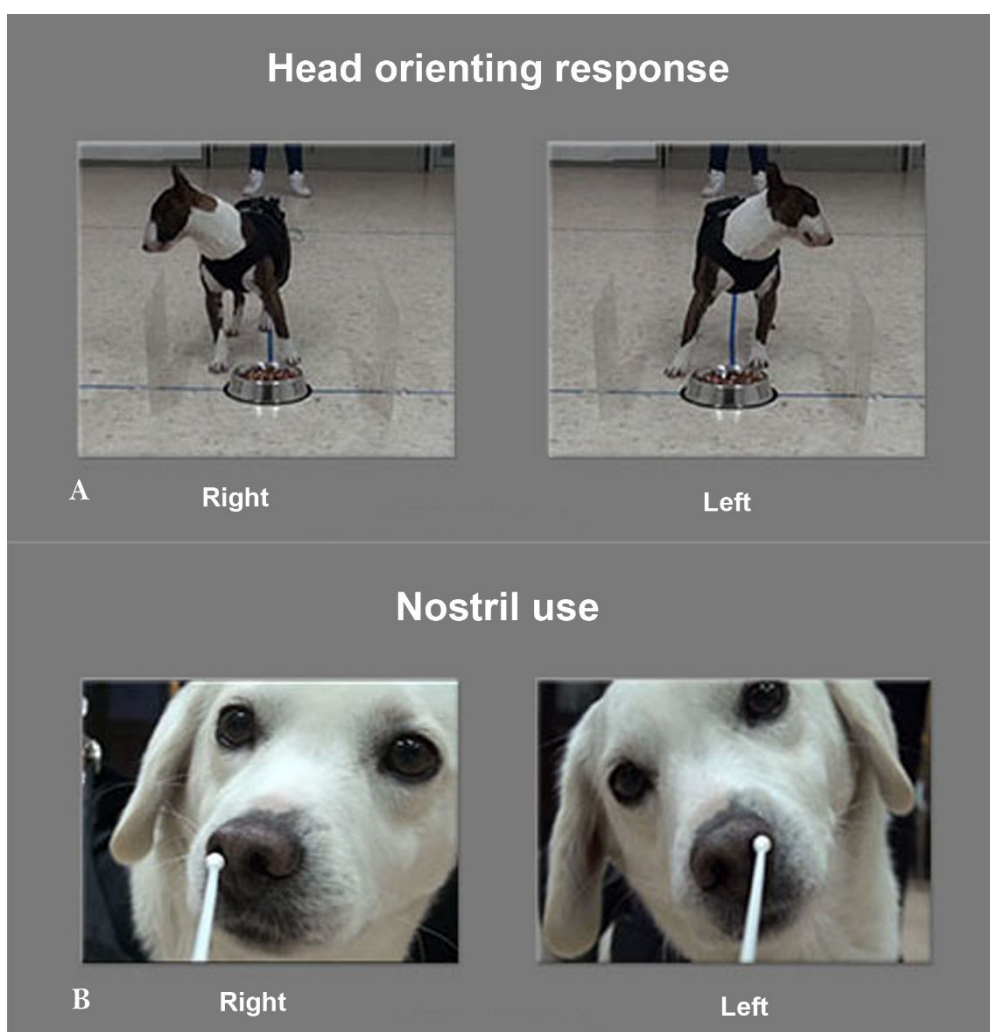 Head orienting response
A
Right
Left
Nostril use
B
Right
Left